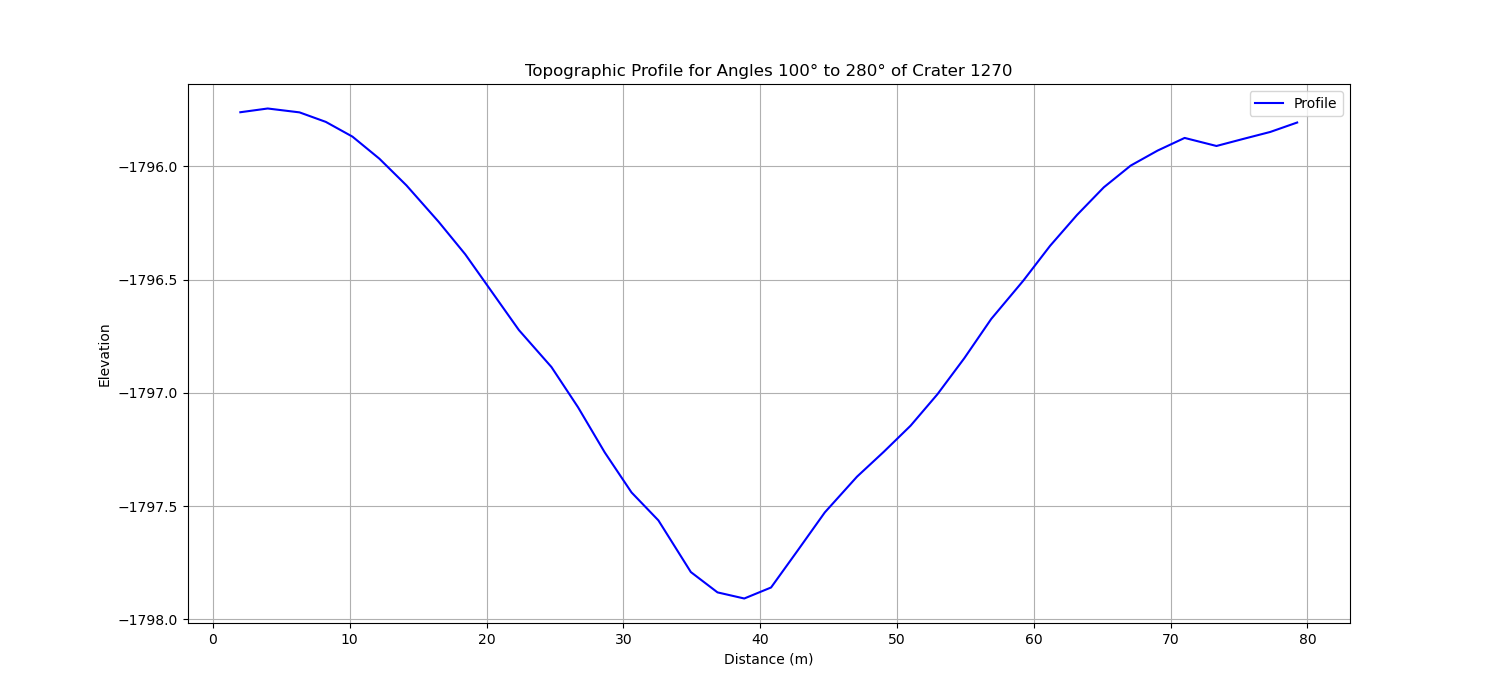 Topographic Profile for Angles 100° to 280° of Crater 1270
Profile
−1796.0
−1796.5
−1797.0
−1797.5
−1798.0
Elevation
0 10 20 30 40 50 60 70 80
Distance (m)